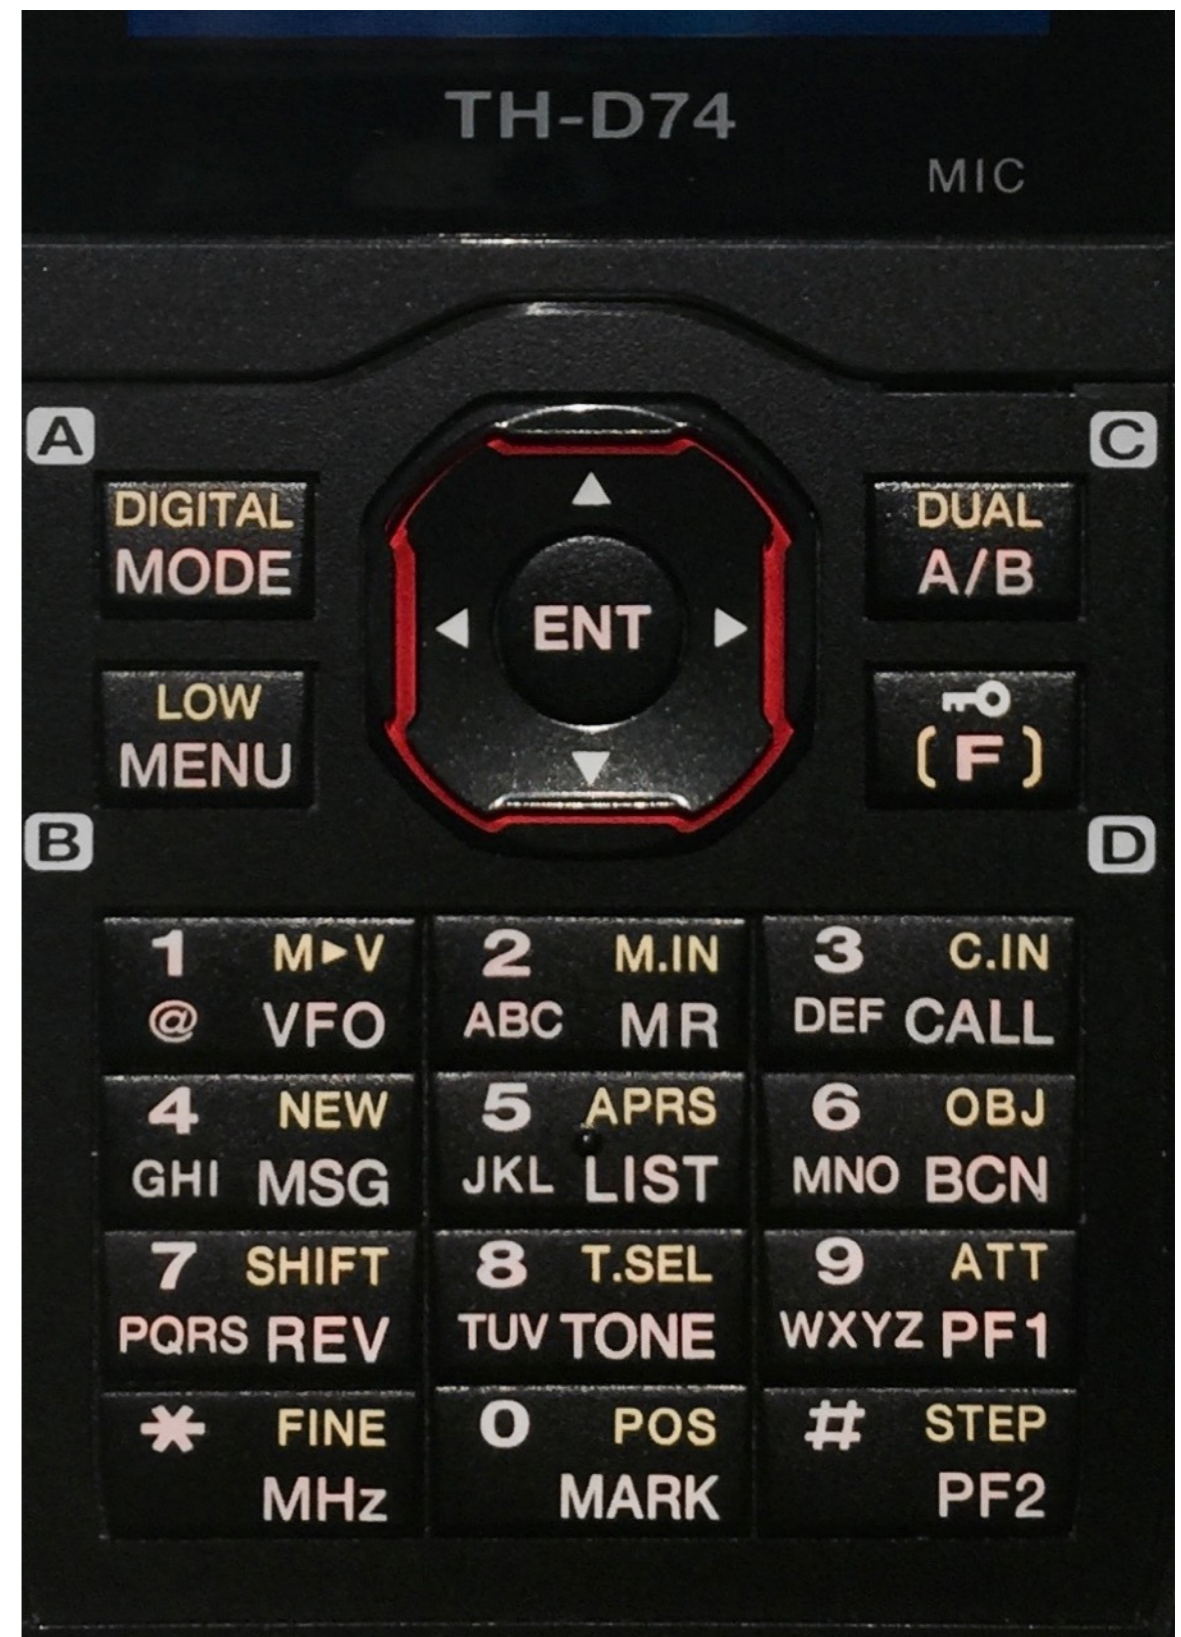 TH-D74
MIC
A
C
DIGITAL
MODE
DUAL
A/B
ENT
LOW
MENU
(F)
B
D
1 M▶V
@ VFO
2 M.IN
ABC MR
3 C.IN
DEF CALL
4 NEW
GHI MSG
5 APRS
JKL LIST
6 OBJ
MNO BCN
7 SHIFT
PQRS REV
8 T.SEL
TUV TONE
9 ATT
WXYZ PF1
* FINE
MHz
0 POS
MARK
# STEP
PF2